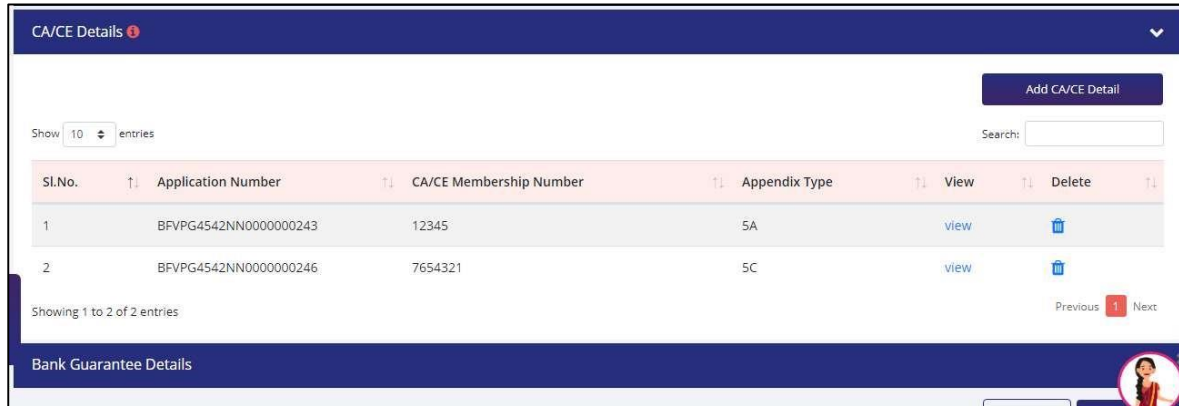 CA/CE Details
Add CA/CE Detail
Show 10 entries Search:
Sl.No. Application Number CA/CE Membership Number Appendix Type View Delete
1 BFVPG4542NN0000000243 12345 5A view
2 BFVPG4542NN0000000246 7654321 5C view
Showing 1 to 2 of 2 entries Previous 1 Next
Bank Guarantee Details